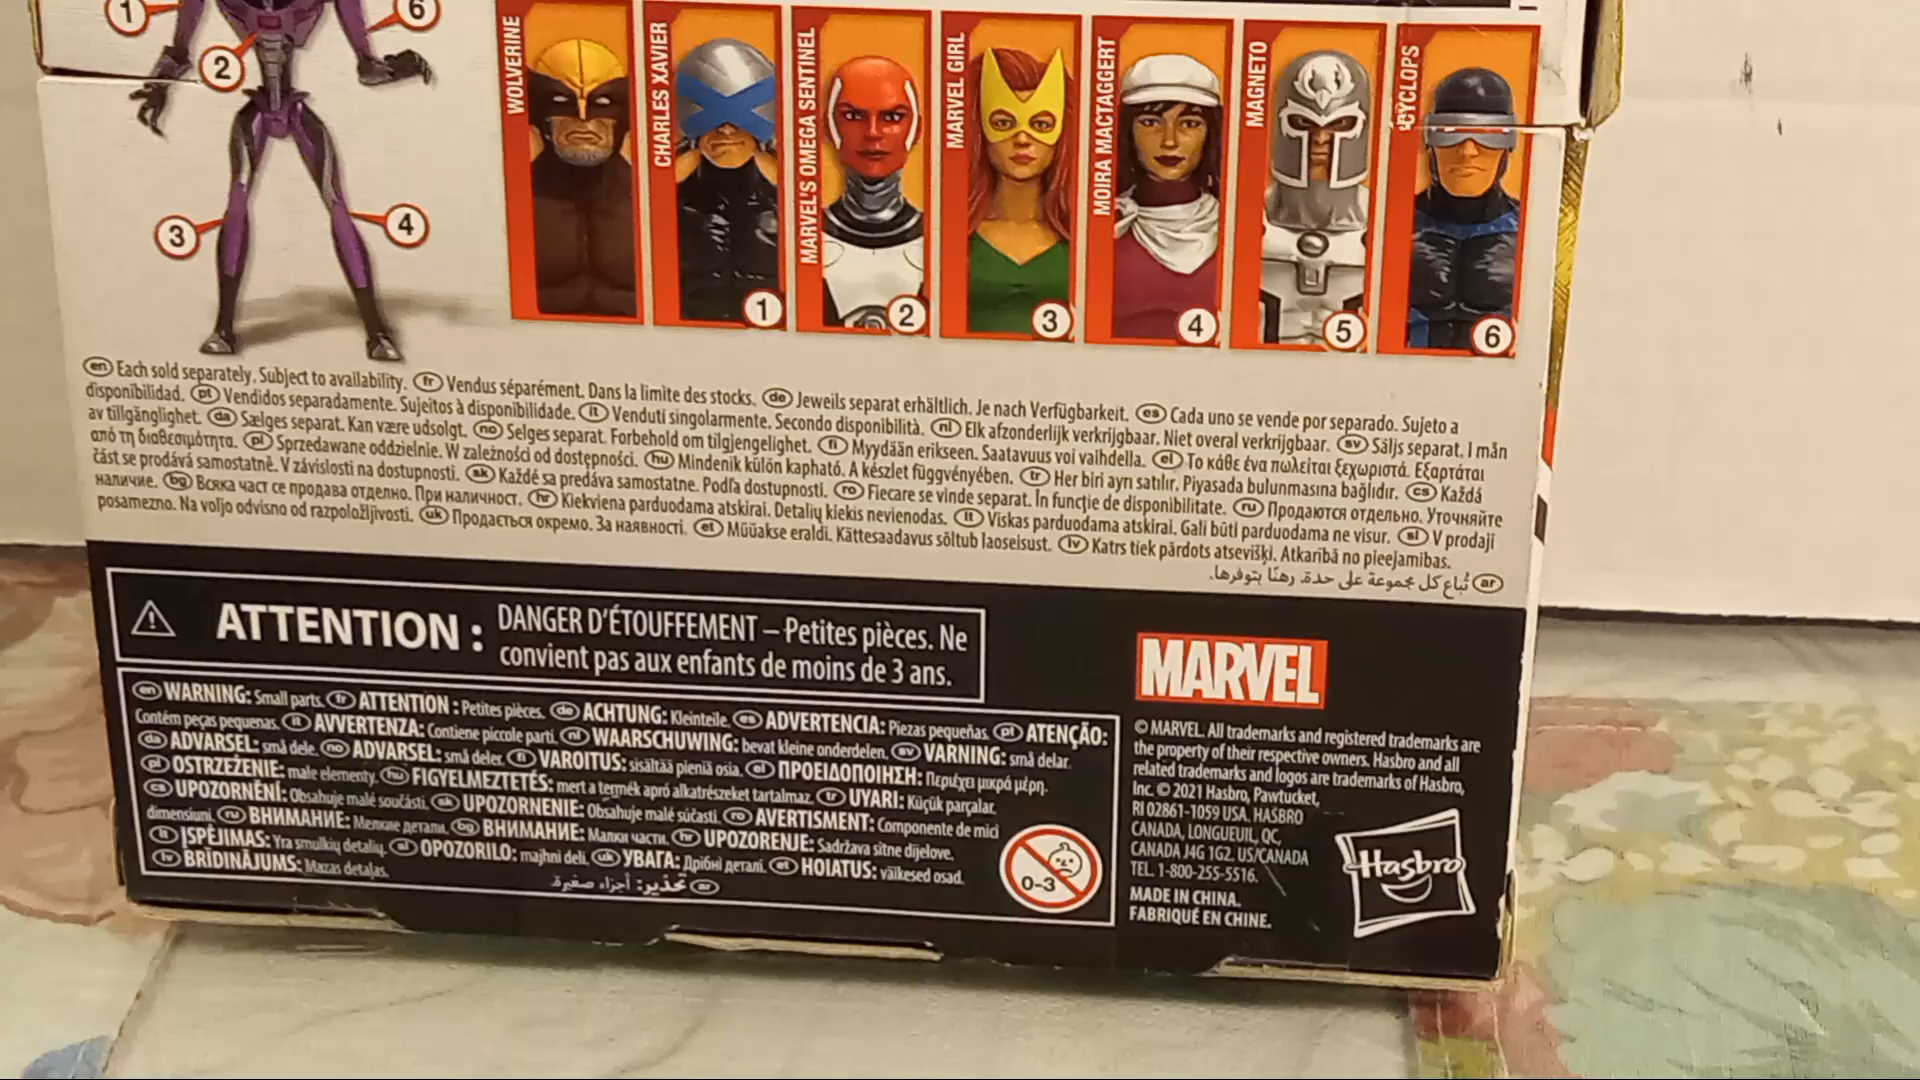 1
6
2
3
4
WOLVERINE
CHARLES XAVIER
1
MARVEL'S OMEGA SENTINEL
2
MARVEL GIRL
3
MOIRA MACTAGGERT
4
MAGNETO
5
CYCLOPS
6
en Each sold separately. Subject to availability. fr Vendus séparément. Dans la limite des stocks. de Jeweils separat erhältlich. Je nach Verfügbarkeit. es Cada uno se vende por separado. Sujeto a
disponibilidad. pt Vendidos separadamente. Sujeitos à disponibilidade. it Venduti singolarmente. Secondo disponibilità. nl Elk afzonderlijk verkrijgbaar. Niet overal verkrijgbaar. sv Säljs separat. I mån
av tillgänglighet. da Sælges separat. Kan være udsolgt. no Selges separat. Forbehold om tilgjengelighet. fi Myydään erikseen. Saatavuus voi vaihdella. el Το κάθε ένα πωλείται ξεχωριστά. Εξαρτάται
από τη διαθεσιμότητα. pl Sprzedawane oddzielnie. W zależności od dostępności. hu Mindenik külön kapható. A készlet függvényében. tr Her biri ayrı satılır. Piyasada bulunmasına bağlıdır. cs Každá
část se prodává samostatně. V závislosti na dostupnosti. sk Každé sa predáva samostatne. Podľa dostupnosti. ro Fiecare se vinde separat. În funcţie de disponibilitate. ru Продаются отдельно. Уточняйте
наличие. bg Всяка част се продава отделно. При наличност. hr Kiekviena parduodama atskirai. Detalių kiekis nevienodas. lt Viskas parduodama atskirai. Gali būti parduodama ne visur. sl V prodaji
posamezno. Na voljo odvisno od razpoložljivosti. uk Продається окремо. За наявності. et Müüakse eraldi. Kättesaadavus sõltub laoseisust. lv Katrs tiek pārdots atsevišķi. Atkarībā no pieejamības.
ar تُباع كل مجموعة على حدة. رهنًا بتوفرها.
ATTENTION : DANGER D'ÉTOUFFEMENT – Petites pièces. Ne
convient pas aux enfants de moins de 3 ans.
en WARNING: Small parts. fr ATTENTION : Petites pièces. de ACHTUNG: Kleinteile. es ADVERTENCIA: Piezas pequeñas. pt ATENÇÃO:
Contém peças pequenas. it AVVERTENZA: Contiene piccole parti. nl WAARSCHUWING: bevat kleine onderdelen. sv VARNING: små delar.
da ADVARSEL: små dele. no ADVARSEL: små deler. fi VAROITUS: sisältää pieniä osia. el ΠΡΟΕΙΔΟΠΟΙΗΣΗ: Περιέχει μικρά μέρη.
pl OSTRZEŻENIE: małe elementy. hu FIGYELMEZTETÉS: mert a termék apró alkatrészeket tartalmaz. tr UYARI: Küçük parçalar.
cs UPOZORNĚNÍ: Obsahuje malé součásti. sk UPOZORNENIE: Obsahuje malé súčasti. ro AVERTISMENT: Componente de mici
dimensiuni. ru ВНИМАНИЕ: Мелкие детали. bg ВНИМАНИЕ: Малки части. hr UPOZORENJE: Sadržava sitne dijelove.
lt ĮSPĖJIMAS: Yra smulkių detalių. sl OPOZORILO: majhni deli. uk УВАГА: Дрібні деталі. et HOIATUS: väikesed osad.
lv BRĪDINĀJUMS: Mazas detaļas.
ar تحذير: أجزاء صغيرة.
0-3
MARVEL
© MARVEL. All trademarks and registered trademarks are
the property of their respective owners. Hasbro and all
related trademarks and logos are trademarks of Hasbro,
Inc. © 2021 Hasbro, Pawtucket,
RI 02861-1059 USA. HASBRO
CANADA, LONGUEUIL, QC,
CANADA J4G 1G2. US/CANADA
TEL. 1-800-255-5516.
MADE IN CHINA.
FABRIQUÉ EN CHINE.
Hasbro